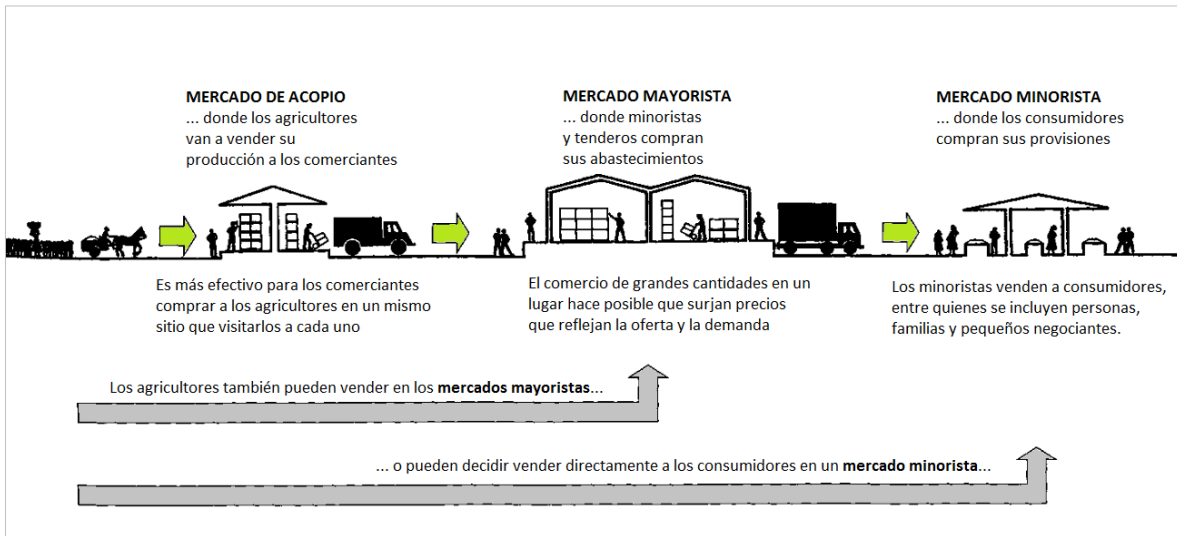 MERCADO DE ACOPIO
... donde los agricultores
van a vender su
producción a los comerciantes
MERCADO MAYORISTA
... donde minoristas
y tenderos compran
sus abastecimientos
MERCADO MINORISTA
... donde los consumidores
compran sus provisiones
Es más efectivo para los comerciantes
comprar a los agricultores en un mismo
sitio que visitarlos a cada uno
El comercio de grandes cantidades en un
lugar hace posible que surjan precios
que reflejan la oferta y la demanda
Los minoristas venden a consumidores,
entre quienes se incluyen personas,
familias y pequeños negociantes.
Los agricultores también pueden vender en los mercados mayoristas...
... o pueden decidir vender directamente a los consumidores en un mercado minorista...